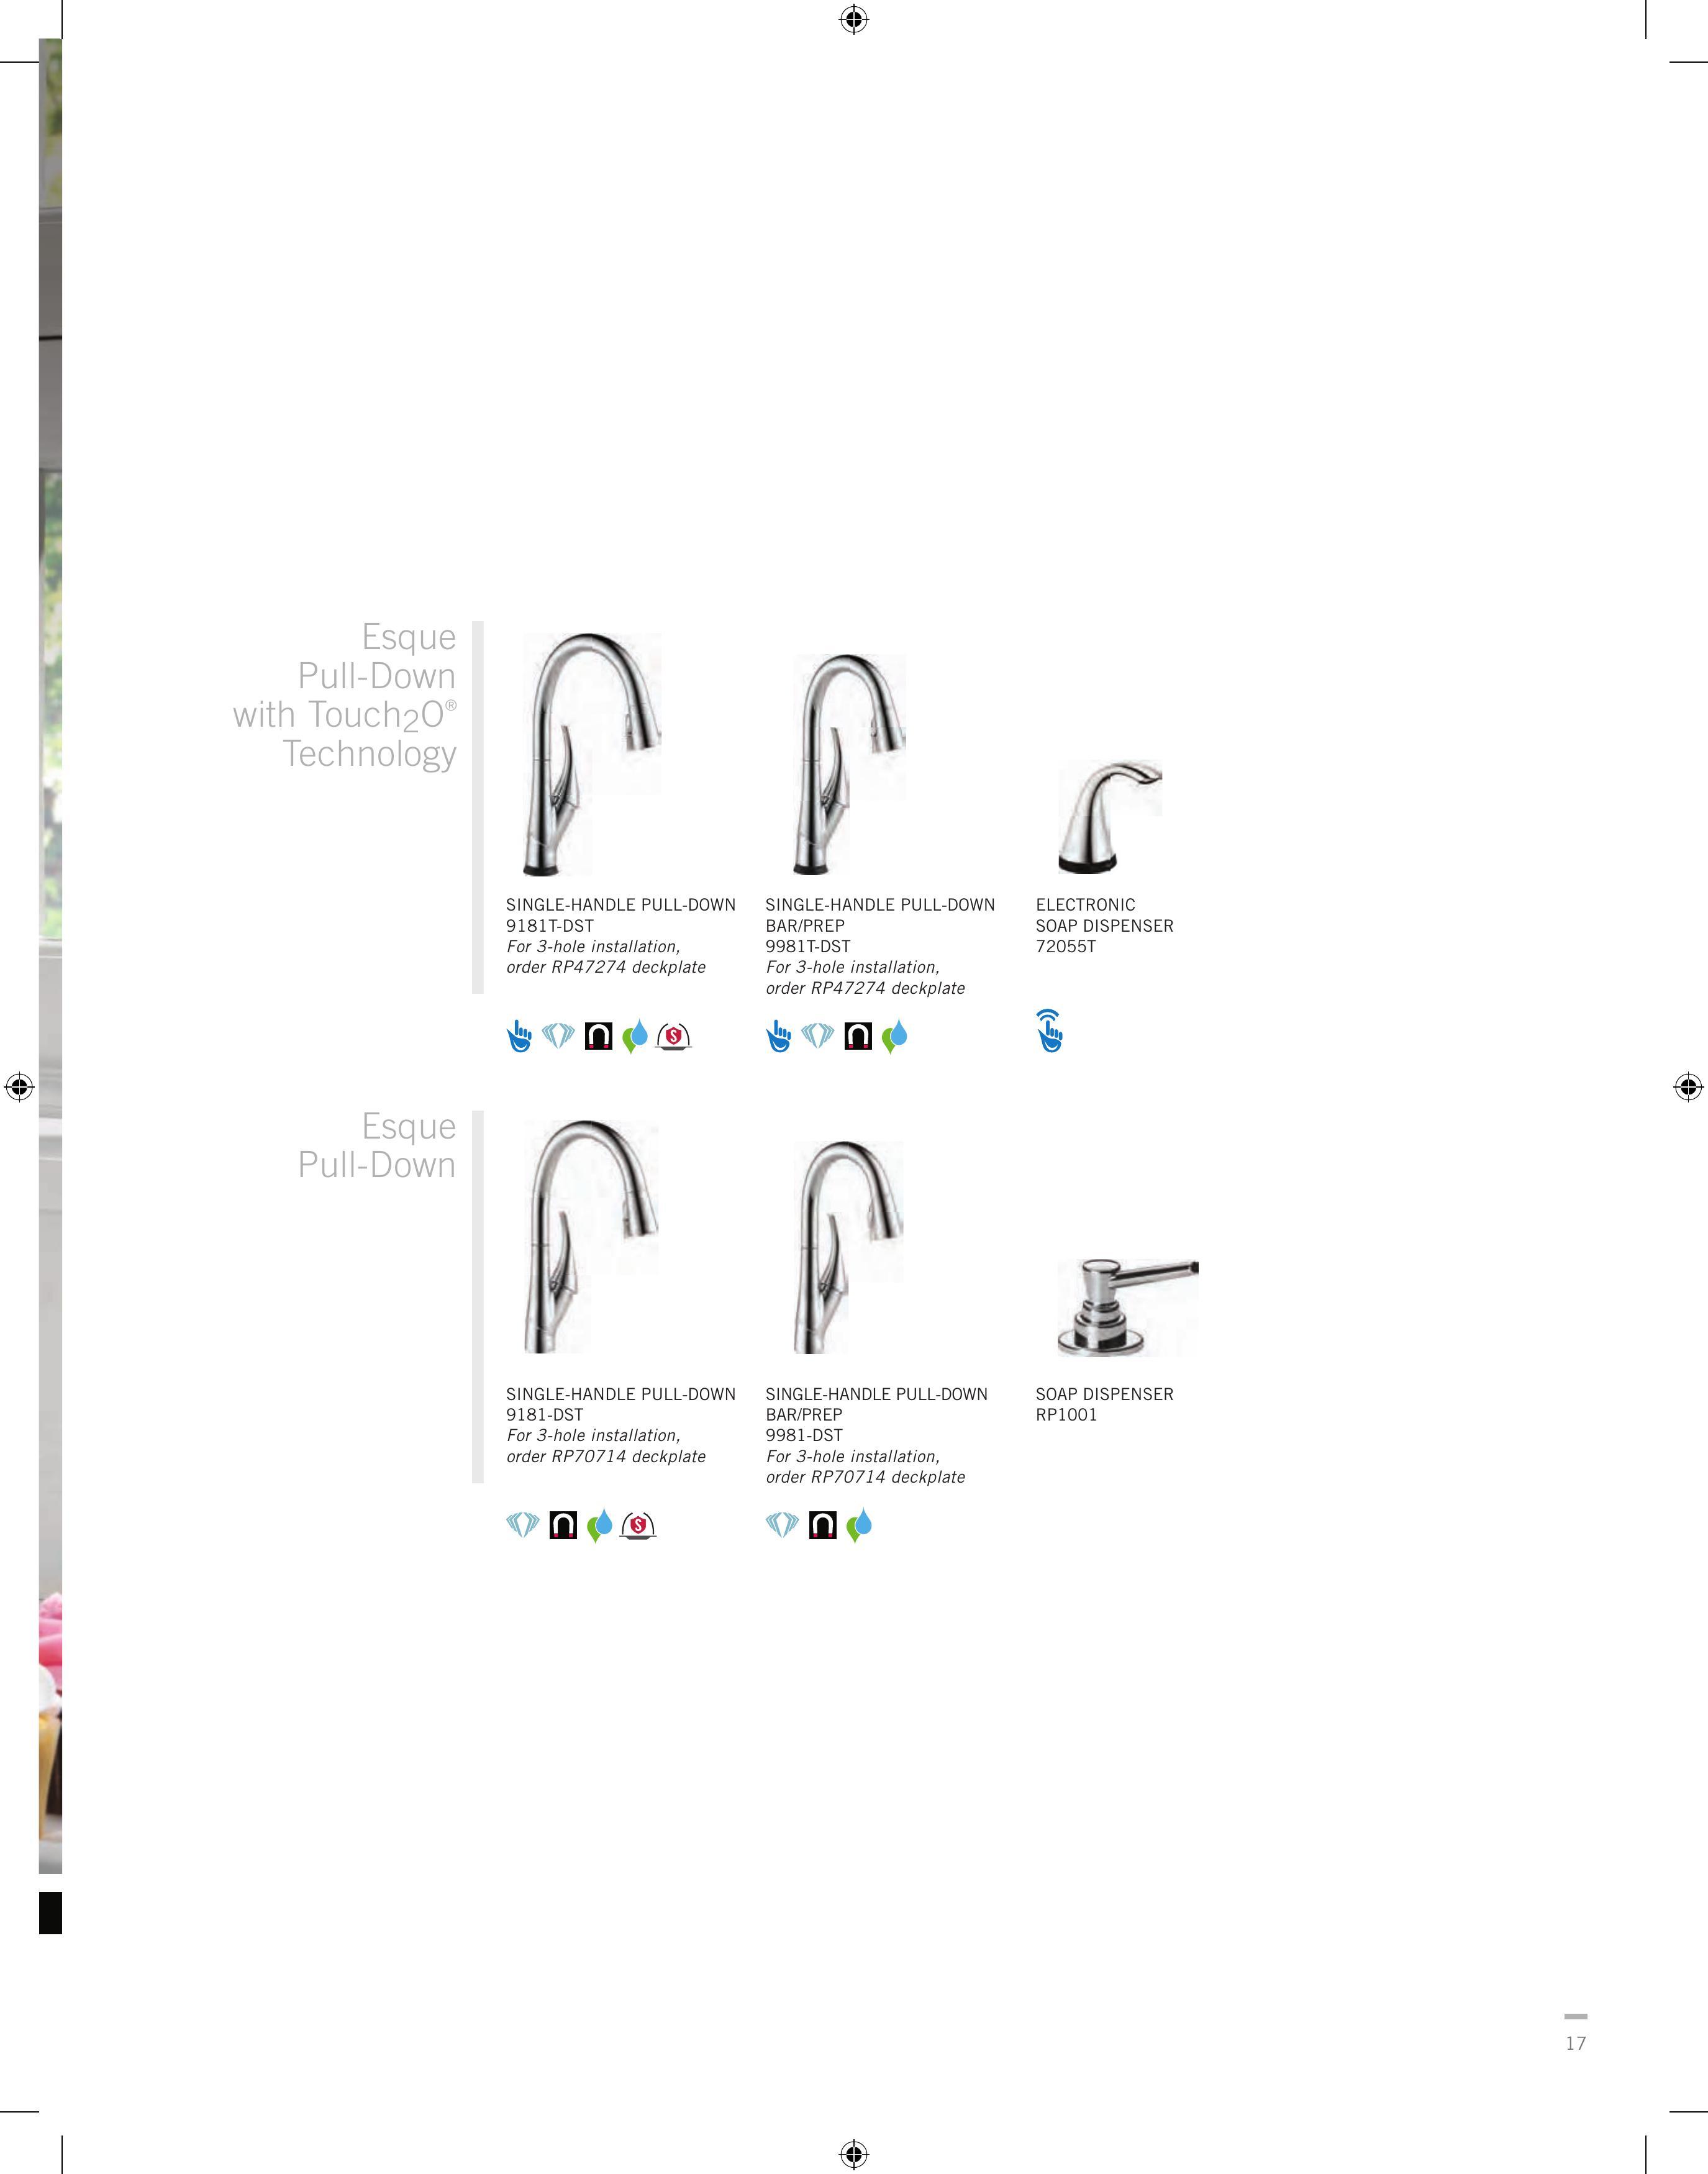 Esque
Pull-Down
with Touch2O®
Technology
SINGLE-HANDLE PULL-DOWN
9181T-DST
For 3-hole installation,
order RP47274 deckplate
SINGLE-HANDLE PULL-DOWN
BAR/PREP
9981T-DST
For 3-hole installation,
order RP47274 deckplate
ELECTRONIC
SOAP DISPENSER
72055T
Esque
Pull-Down
SINGLE-HANDLE PULL-DOWN
9181-DST
For 3-hole installation,
order RP70714 deckplate
SINGLE-HANDLE PULL-DOWN
BAR/PREP
9981-DST
For 3-hole installation,
order RP70714 deckplate
SOAP DISPENSER
RP1001
17